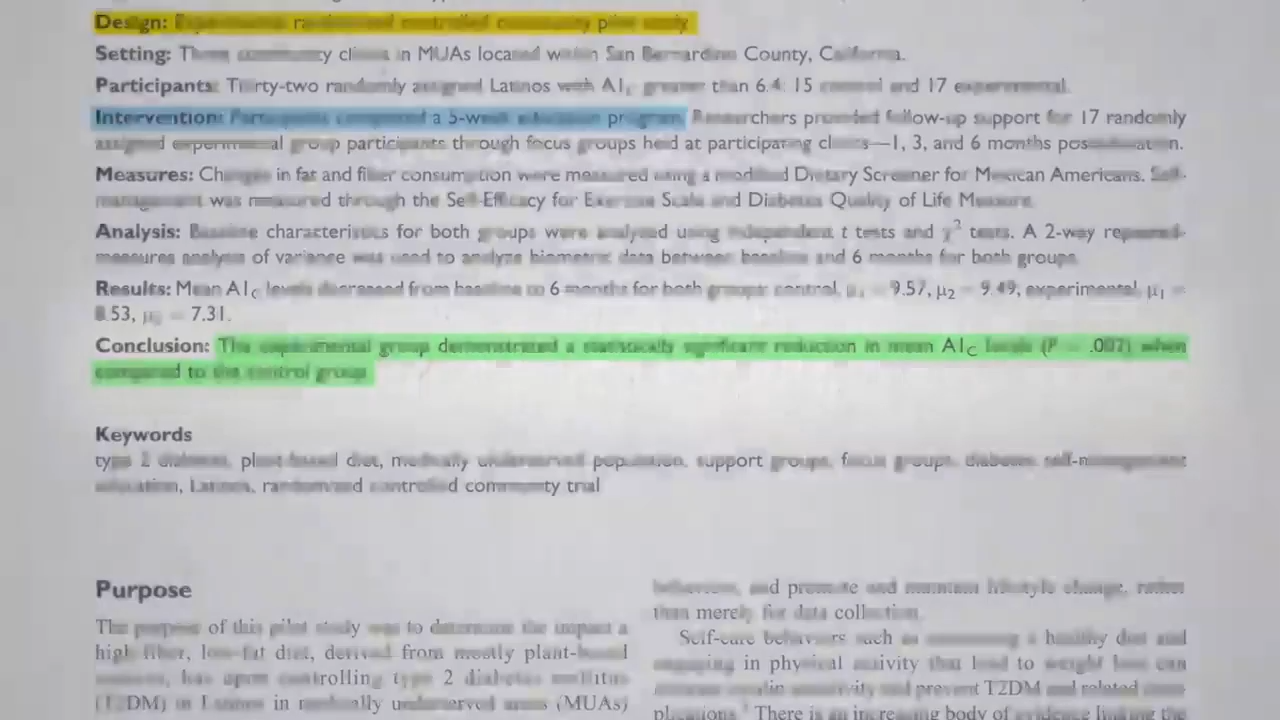 Design: Experimental, randomized controlled community pilot study.
Setting: Three community clinics in MUAs located within San Bernardino County, California.
Participants: Thirty-two randomly assigned Latinos with A1C greater than 6.4: 15 control and 17 experimental.
Intervention: Participants completed a 5-week education program. Researchers provided follow-up support for 17 randomly
assigned experimental group participants through focus groups held at participating clinics—1, 3, and 6 months
Measures: Changes in fat and fiber consumption were measured using a modified Dietary Screener for Mexican Americans. Self-
management was measured through the Self-Efficacy for Exercise Scale and Diabetes Quality of Life Measure.
Analysis: Baseline characteristics for both groups were analyzed using independent t tests and χ² tests. A 2-way repeated-
measures analysis of variance was used to analyze biometric data between baseline and 6 months for both groups.
Results: Mean A1C levels decreased from baseline to 6 months for both groups: control, μ1 = 9.57, μ2 = 9.49; experimental, μ1 =
8.53, μ2 = 7.31.
Conclusion: The experimental group demonstrated a statistically significant reduction in mean A1C levels (P = .002) when
compared to the control group.
Keywords
type 2 diabetes, plant-based diet, medically underserved population, support groups, focus groups, diabetes self-management
education, Latinos, randomized controlled community trial
Purpose
The purpose of this pilot study was to determine the impact a
high fiber, low-fat diet, derived from mostly plant-based
sources, has upon controlling type 2 diabetes mellitus
(T2DM) in Latinos in medically underserved areas (MUAs)
behaviors, and promote and maintain lifestyle change, rather
than merely for data collection.
Self-care behaviors such as consuming a healthy diet and
engaging in physical activity that lead to weight loss can
increase insulin sensitivity and prevent T2DM and related com-
plications. There is an increasing body of evidence linking the